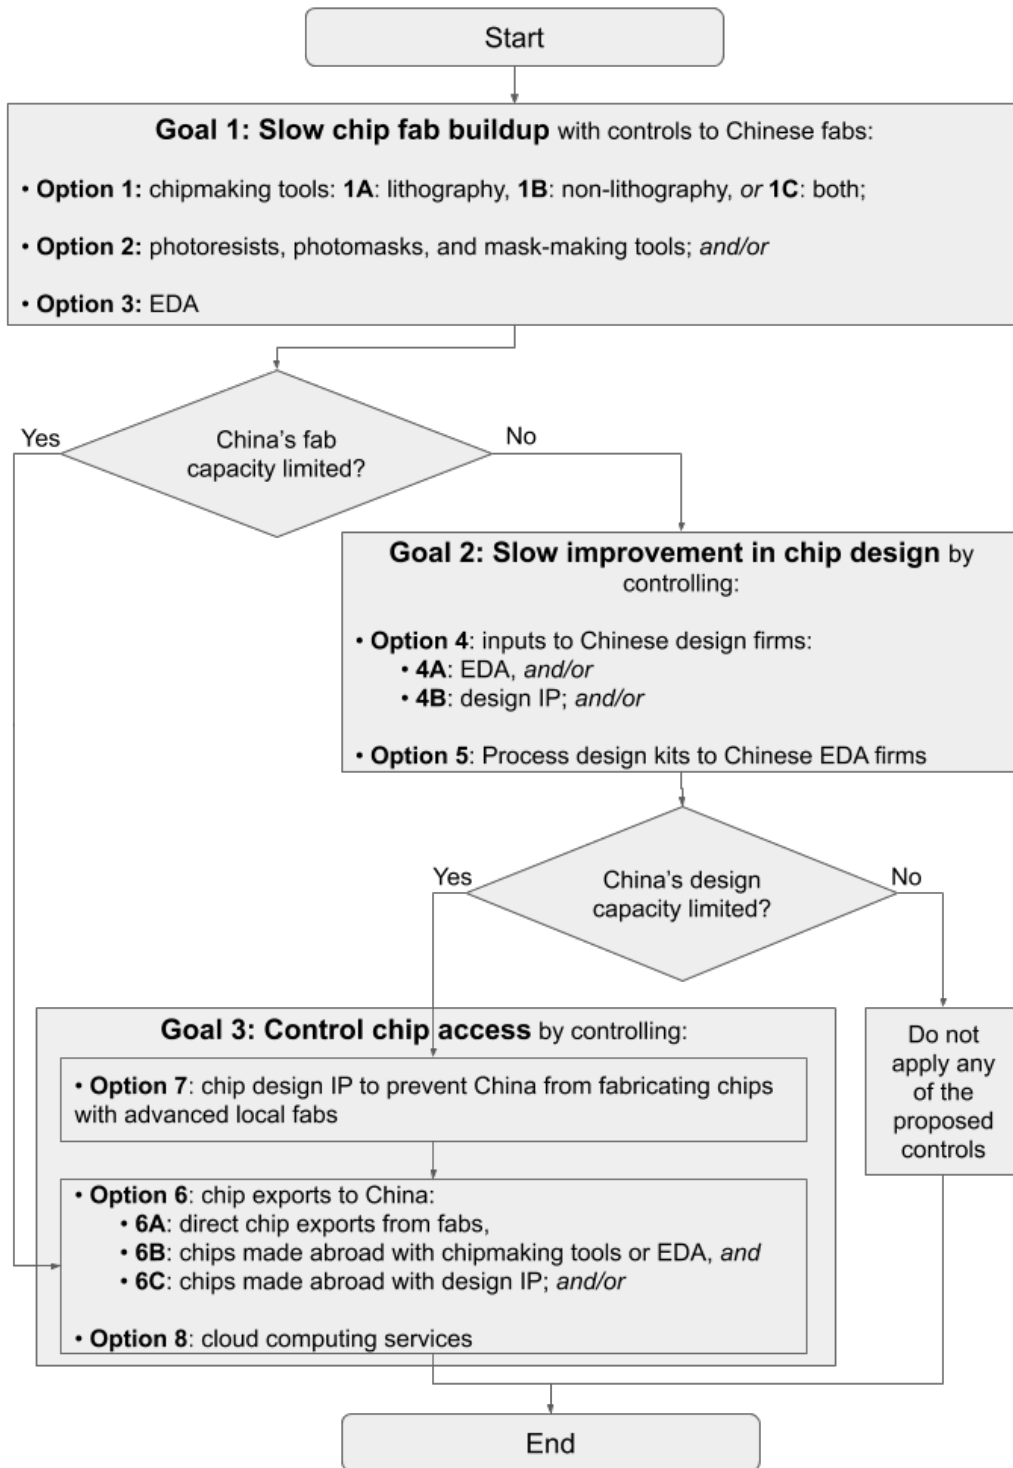 Start
Goal 1: Slow chip fab buildup with controls to Chinese fabs:
• Option 1: chipmaking tools: 1A: lithography, 1B: non-lithography, or 1C: both;
• Option 2: photoresists, photomasks, and mask-making tools; and/or
• Option 3: EDA
Yes
China’s fab
capacity limited?
No
Goal 2: Slow improvement in chip design by
controlling:
• Option 4: inputs to Chinese design firms:
• 4A: EDA, and/or
• 4B: design IP; and/or
• Option 5: Process design kits to Chinese EDA firms
Yes
China’s design
capacity limited?
No
Goal 3: Control chip access by controlling:
• Option 7: chip design IP to prevent China from fabricating chips
with advanced local fabs
• Option 6: chip exports to China:
• 6A: direct chip exports from fabs,
• 6B: chips made abroad with chipmaking tools or EDA, and
• 6C: chips made abroad with design IP; and/or
• Option 8: cloud computing services
Do not
apply any
of the
proposed
controls
End